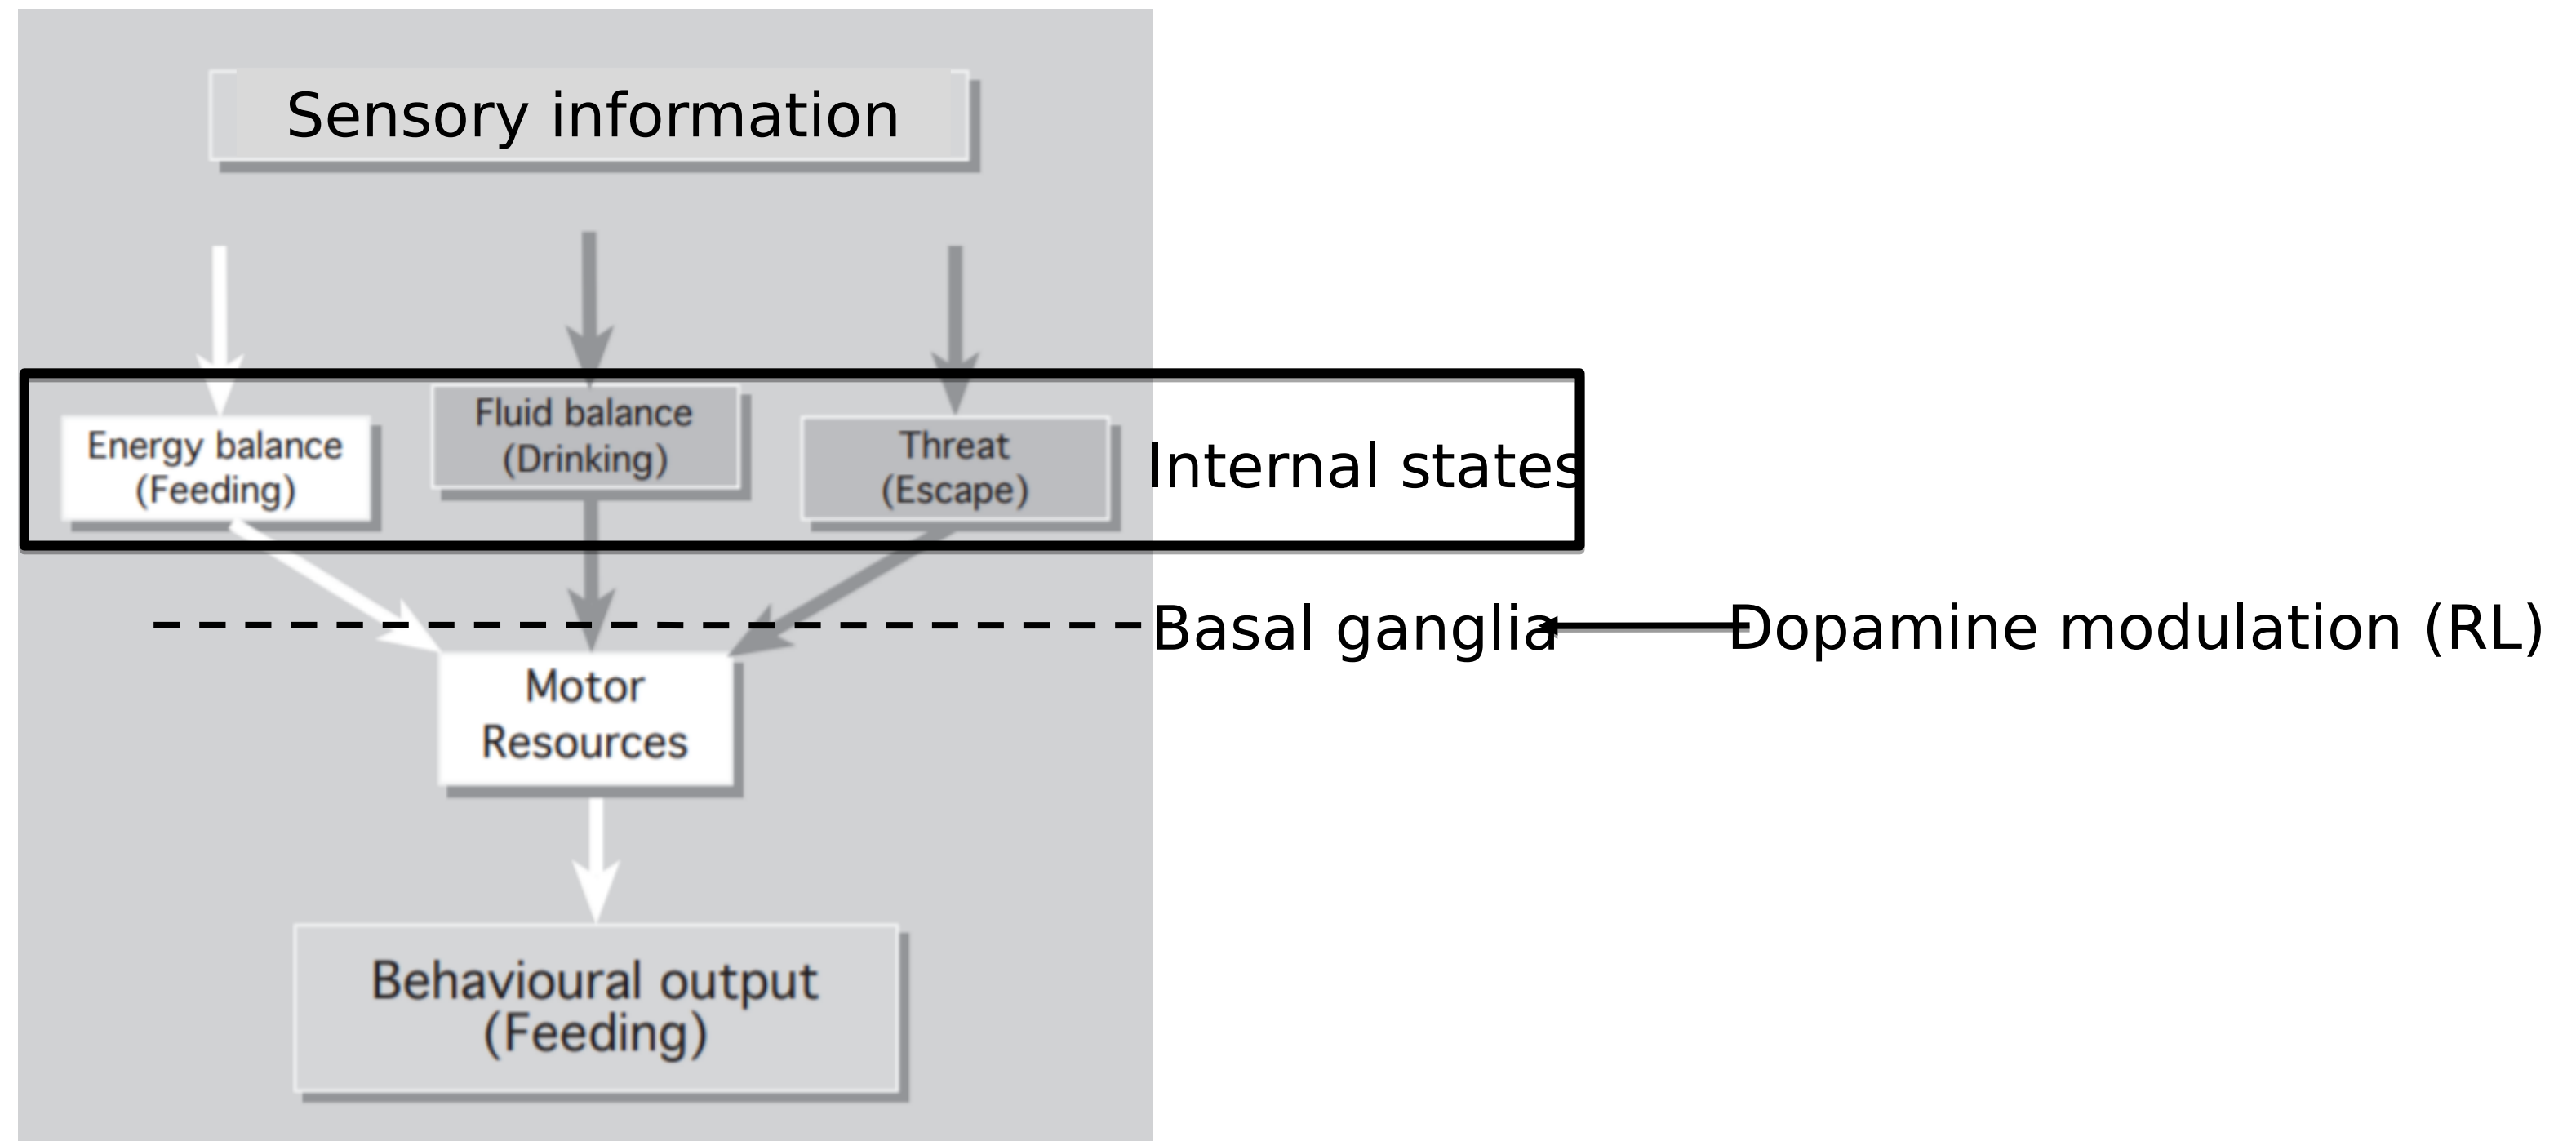 Sensory information
Energy balance
(Feeding)
Fluid balance
(Drinking)
Threat
(Escape)
Internal states
Basal ganglia
Dopamine modulation (RL)
Motor
Resources
Behavioural output
(Feeding)